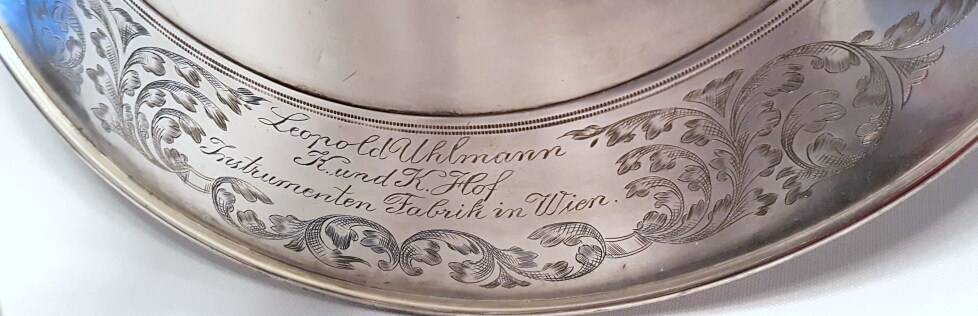 Leopold Uhlmann
K. und K. Hof
Instrumenten Fabrik in Wien.